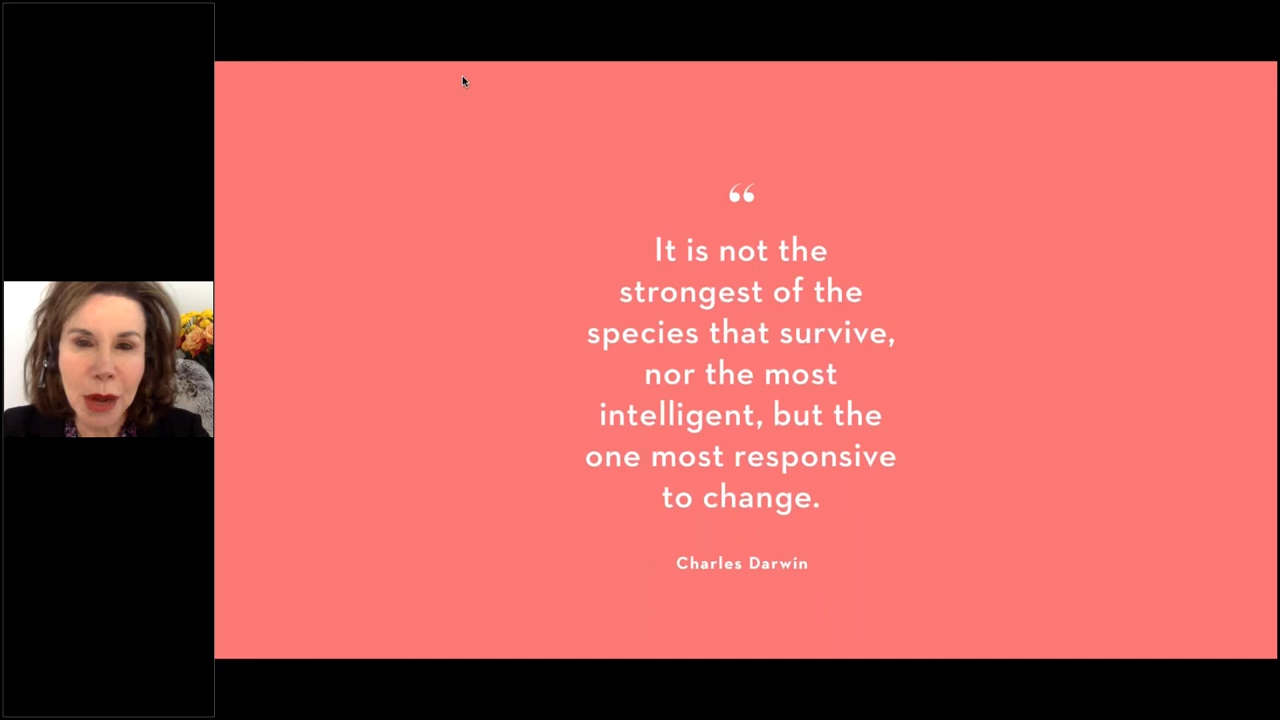 “
It is not the
strongest of the
species that survive,
nor the most
intelligent, but the
one most responsive
to change.
Charles Darwin